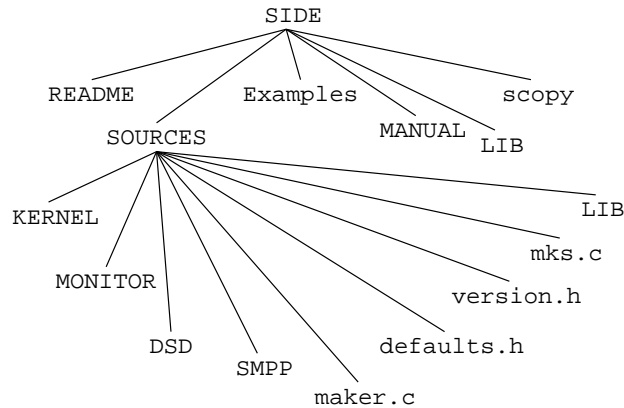 SIDE
README
Examples
scopy
MANUAL
SOURCES
LIB
KERNEL
LIB
mks.c
MONITOR
version.h
DSD
defaults.h
SMPP
maker.c